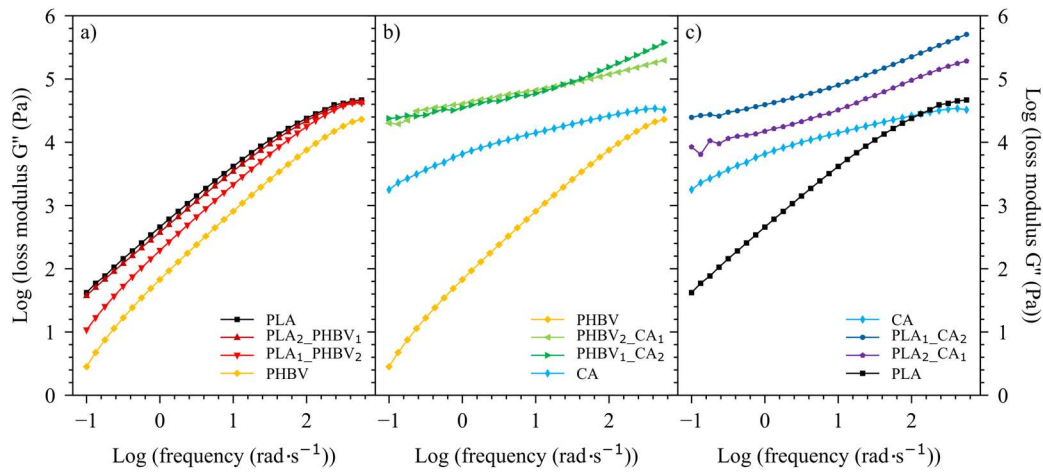 a)
b)
c)
Log (loss modulus G" (Pa))
6
5
4
3
2
1
0
PLA
PLA₂_PHBV₁
PLA₁_PHBV₂
PHBV
PHBV
PHBV₂_CA₁
PHBV₁_CA₂
CA
CA
PLA₁_CA₂
PLA₂_CA₁
PLA
6
5
4
3
2
1
0
Log (loss modulus G" (Pa))
−1 0 1 2 −1 0 1 2 −1 0 1 2
Log (frequency (rad·s⁻¹)) Log (frequency (rad·s⁻¹)) Log (frequency (rad·s⁻¹))